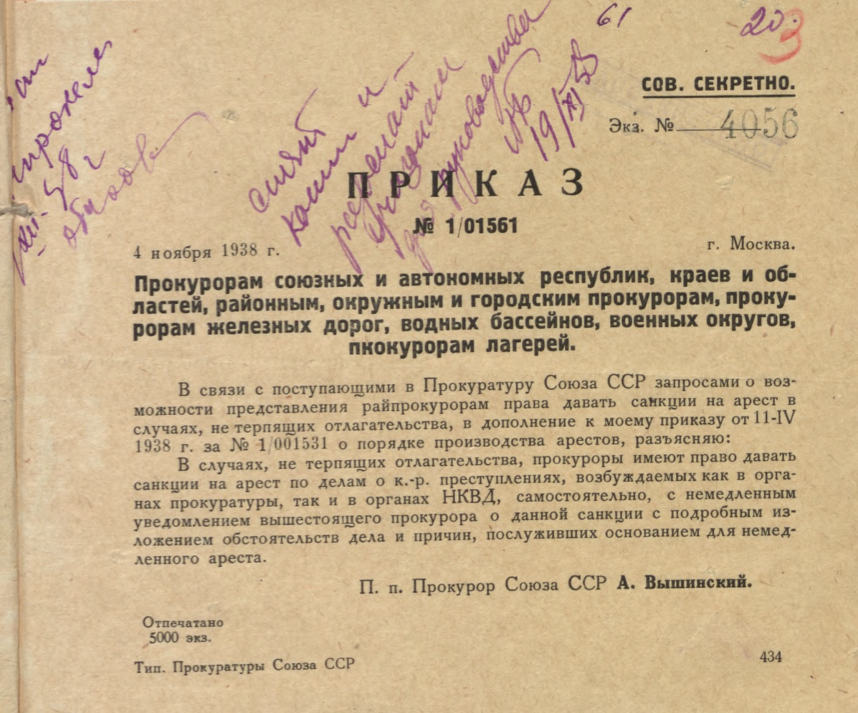 20.
61
3
СОВ. СЕКРЕТНО.
Экз. № 4056
снять
копии и
19/XI 38
ПРИКАЗ
№ 1/01561
4 ноября 1938 г.
г. Москва.
Прокурорам союзных и автономных республик, краев и об-
ластей, районным, окружным и городским прокурорам, проку-
рорам железных дорог, водных бассейнов, военных округов,
пкокурорам лагерей.
В связи с поступающими в Прокуратуру Союза ССР запросами о воз-
можности представления райпрокурорам права давать санкции на арест в
случаях, не терпящих отлагательства, в дополнение к моему приказу от 11-IV
1938 г. за № 1/001531 о порядке производства арестов, разъясняю:
В случаях, не терпящих отлагательства, прокуроры имеют право давать
санкции на арест по делам о к.-р. преступлениях, возбуждаемых как в орга-
нах прокуратуры, так и в органах НКВД, самостоятельно, с немедленным
уведомлением вышестоящего прокурора о данной санкции с подробным из-
ложением обстоятельств дела и причин, послуживших основанием для немед-
ленного ареста.
П. п. Прокурор Союза ССР А. Вышинский.
Отпечатано
5000 экз.
Тип. Прокуратуры Союза ССР
434